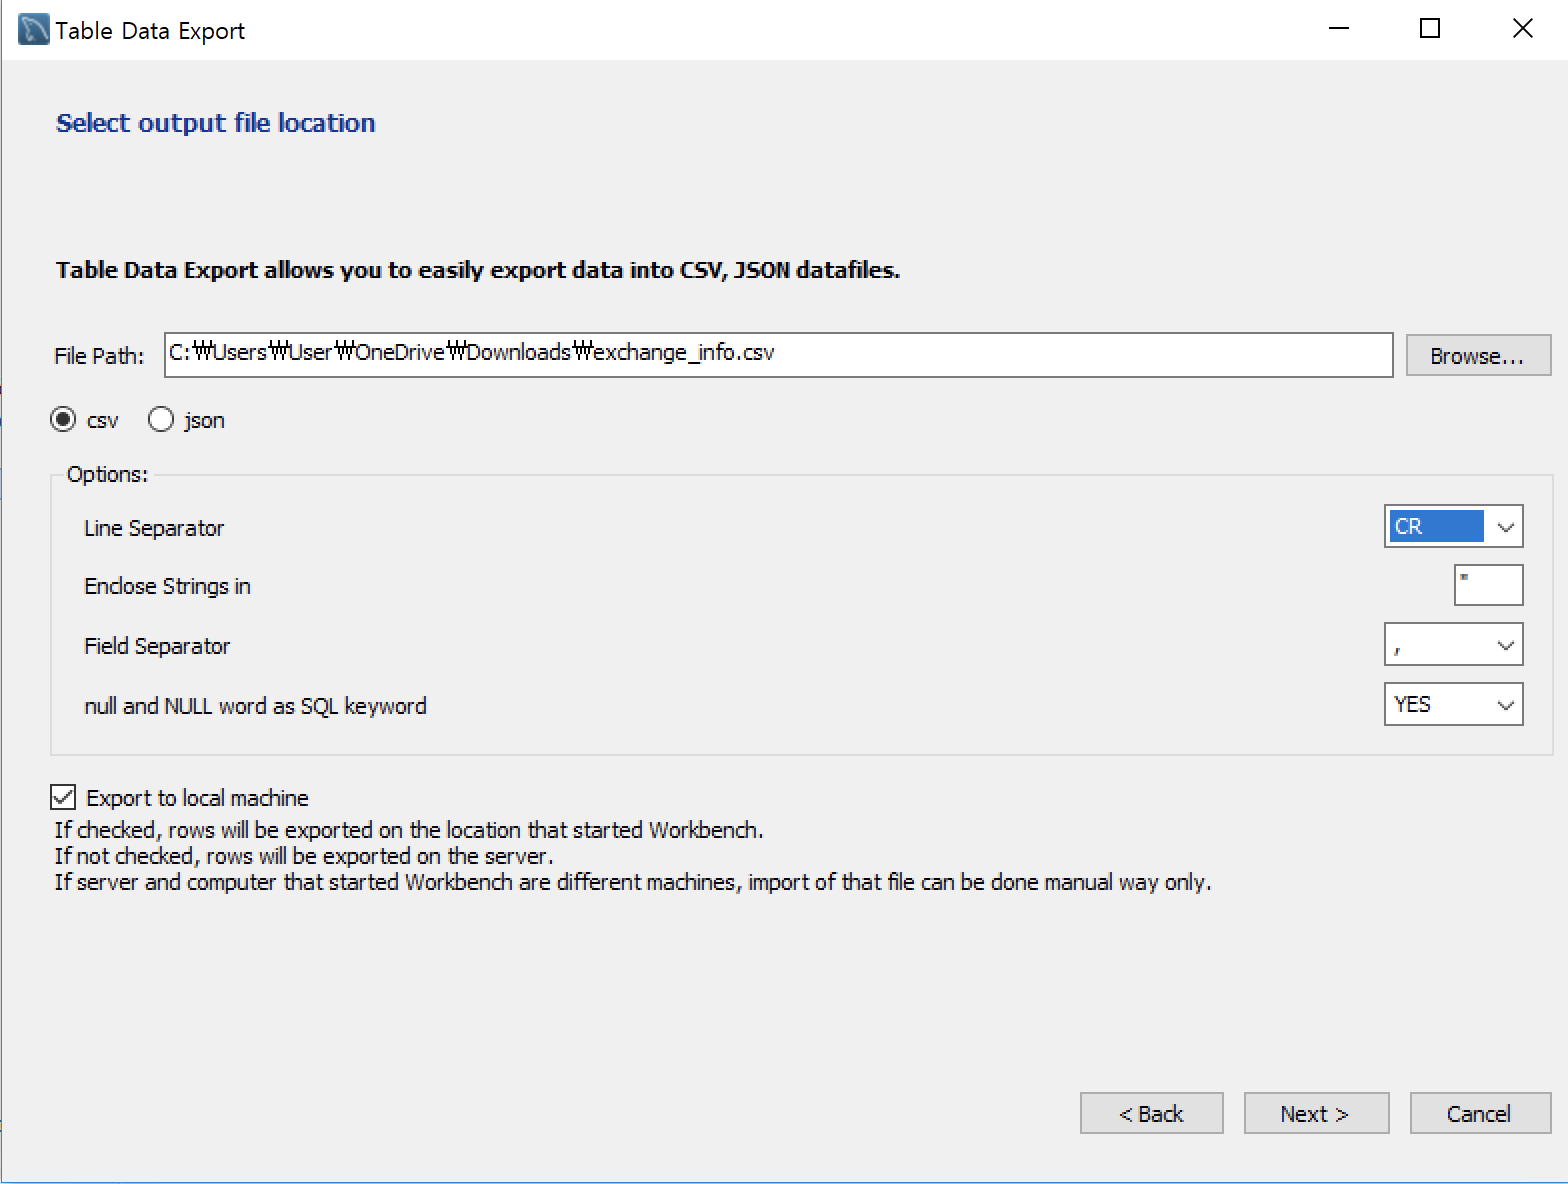 Table Data Export
Select output file location
Table Data Export allows you to easily export data into CSV, JSON datafiles.
File Path: C:₩Users₩User₩OneDrive₩Downloads₩exchange_info.csv Browse...
csv json
Options:
Line Separator CR
Enclose Strings in "
Field Separator ,
null and NULL word as SQL keyword YES
Export to local machine
If checked, rows will be exported on the location that started Workbench.
If not checked, rows will be exported on the server.
If server and computer that started Workbench are different machines, import of that file can be done manual way only.
< Back Next > Cancel